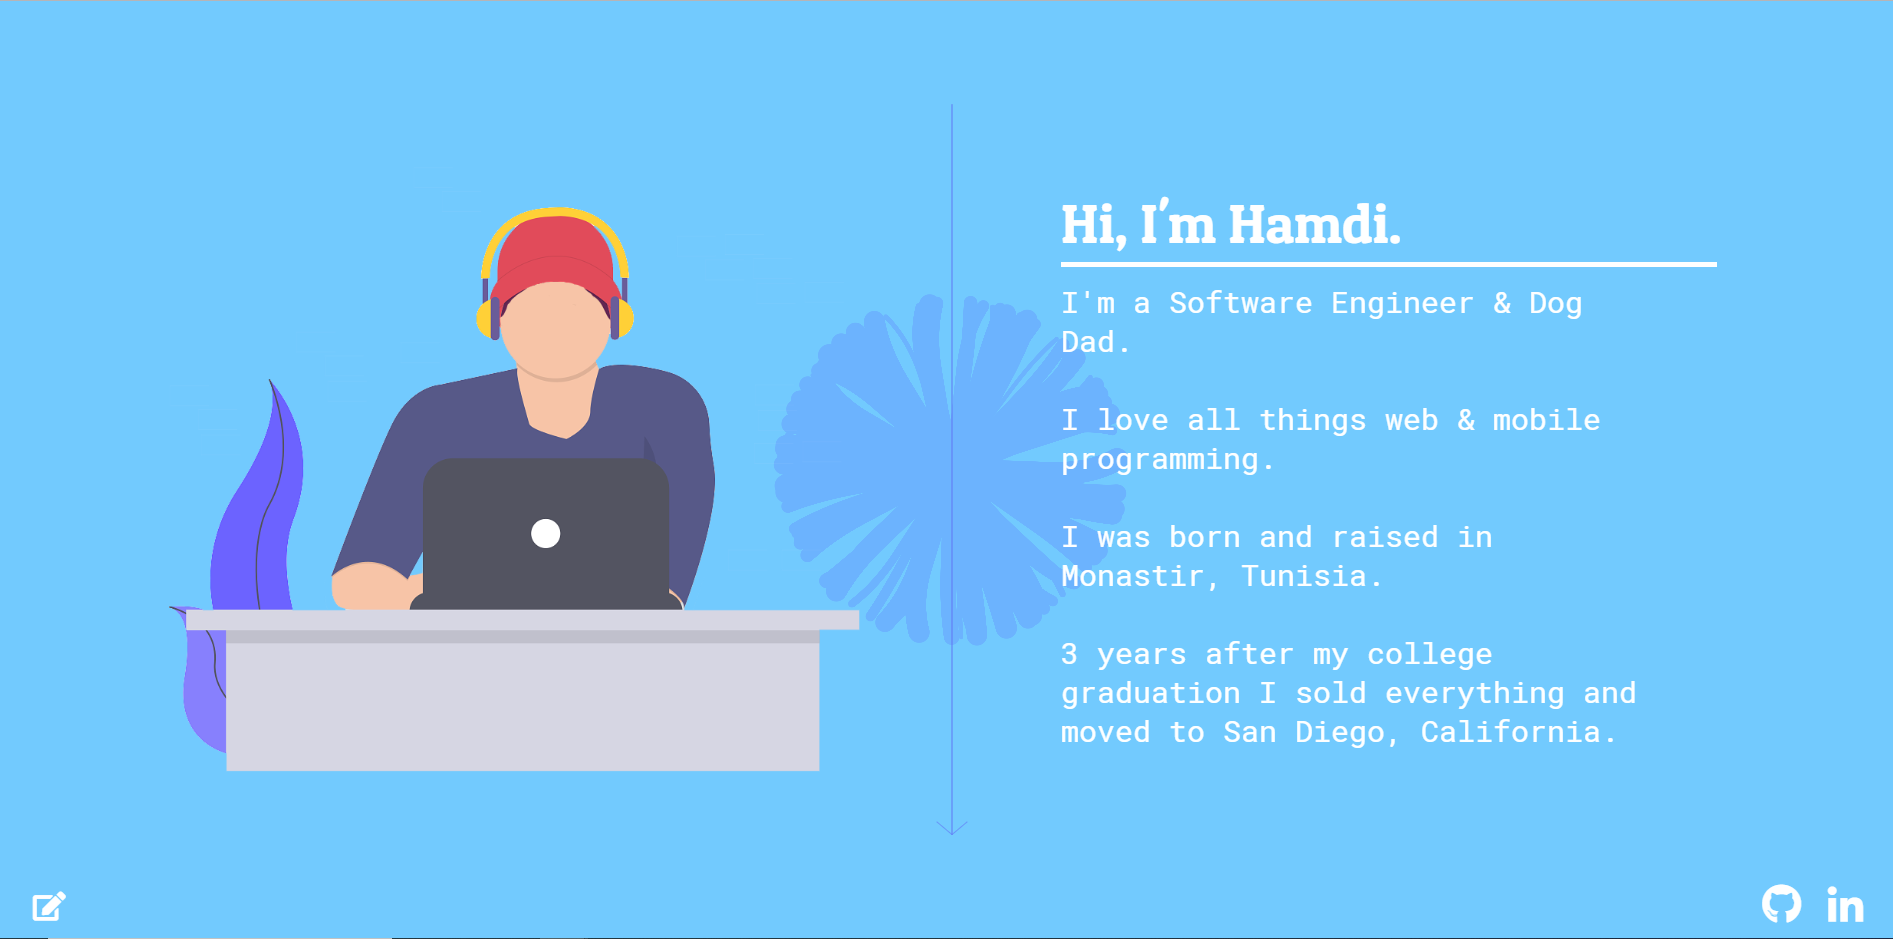 Hi, I'm Hamdi.
I'm a Software Engineer & Dog
Dad.
I love all things web & mobile
programming.
I was born and raised in
Monastir, Tunisia.
3 years after my college
graduation I sold everything and
moved to San Diego, California.
in